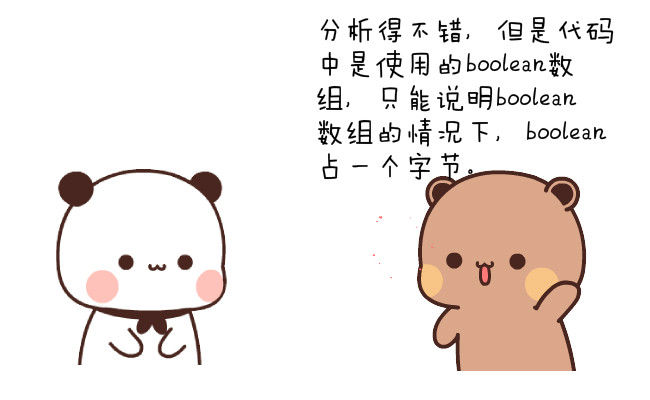 分析得不错, 但是代码
中是使用的boolean数
组, 只能说明boolean
数组的情况下, boolean
占一个字节。